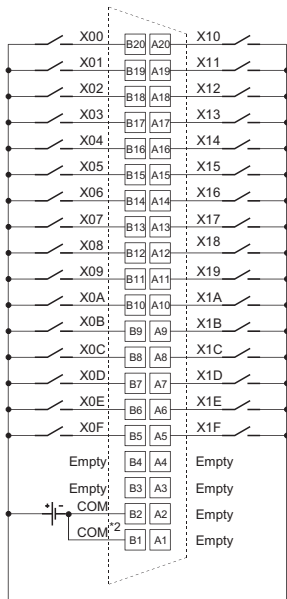 X00 B20 A20 X10
X01 B19 A19 X11
X02 B18 A18 X12
X03 B17 A17 X13
X04 B16 A16 X14
X05 B15 A15 X15
X06 B14 A14 X16
X07 B13 A13 X17
X08 B12 A12 X18
X09 B11 A11 X19
X0A B10 A10 X1A
X0B B9 A9 X1B
X0C B8 A8 X1C
X0D B7 A7 X1D
X0E B6 A6 X1E
X0F B5 A5 X1F
Empty B4 A4 Empty
Empty B3 A3 Empty
+ - COM B2 A2 Empty
COM *2 B1 A1 Empty